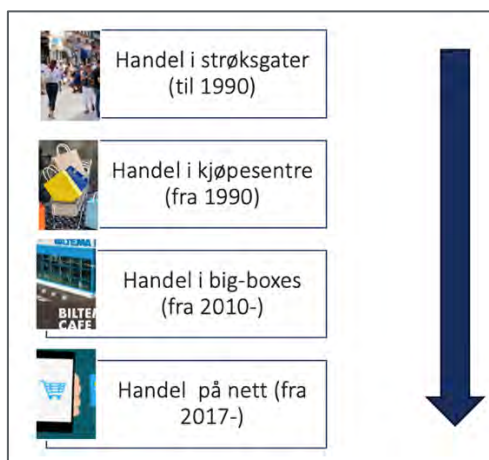 Handel i strøksgater
(til 1990)
Handel i kjøpesentre
(fra 1990)
BILTEMA
Handel i big-boxes
(fra 2010-)
BILTEMA
CAFE
Handel på nett (fra
2017-)